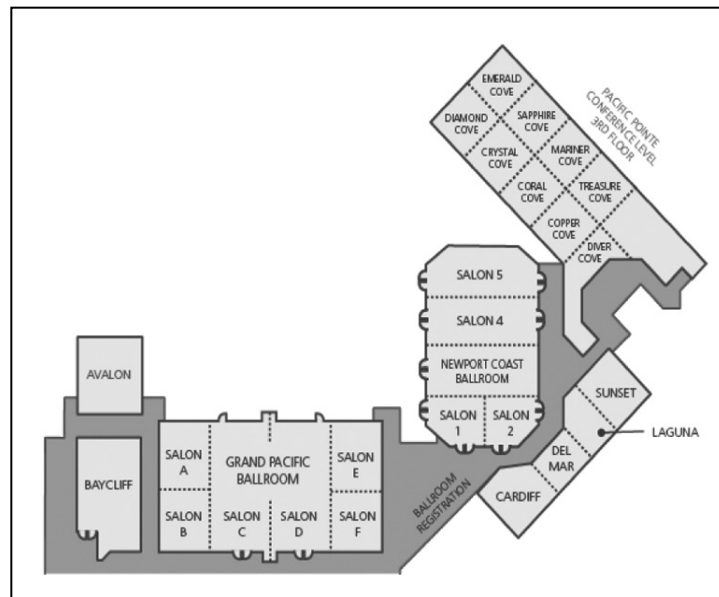 EMERALD
COVE
DIAMOND
COVE
SAPPHIRE
COVE
CRYSTAL
COVE
MARINER
COVE
CORAL
COVE
TREASURE
COVE
COPPER
COVE
DIVER
COVE
PACIFIC POINTE
CONFERENCE LEVEL
3RD FLOOR
SALON 5
SALON 4
NEWPORT COAST
BALLROOM
SALON
1
SALON
2
SUNSET
LAGUNA
DEL
MAR
CARDIFF
BALLROOM
REGISTRATION
AVALON
BAYCLIFF
SALON
A
GRAND PACIFIC
BALLROOM
SALON
E
SALON
B
SALON
C
SALON
D
SALON
F